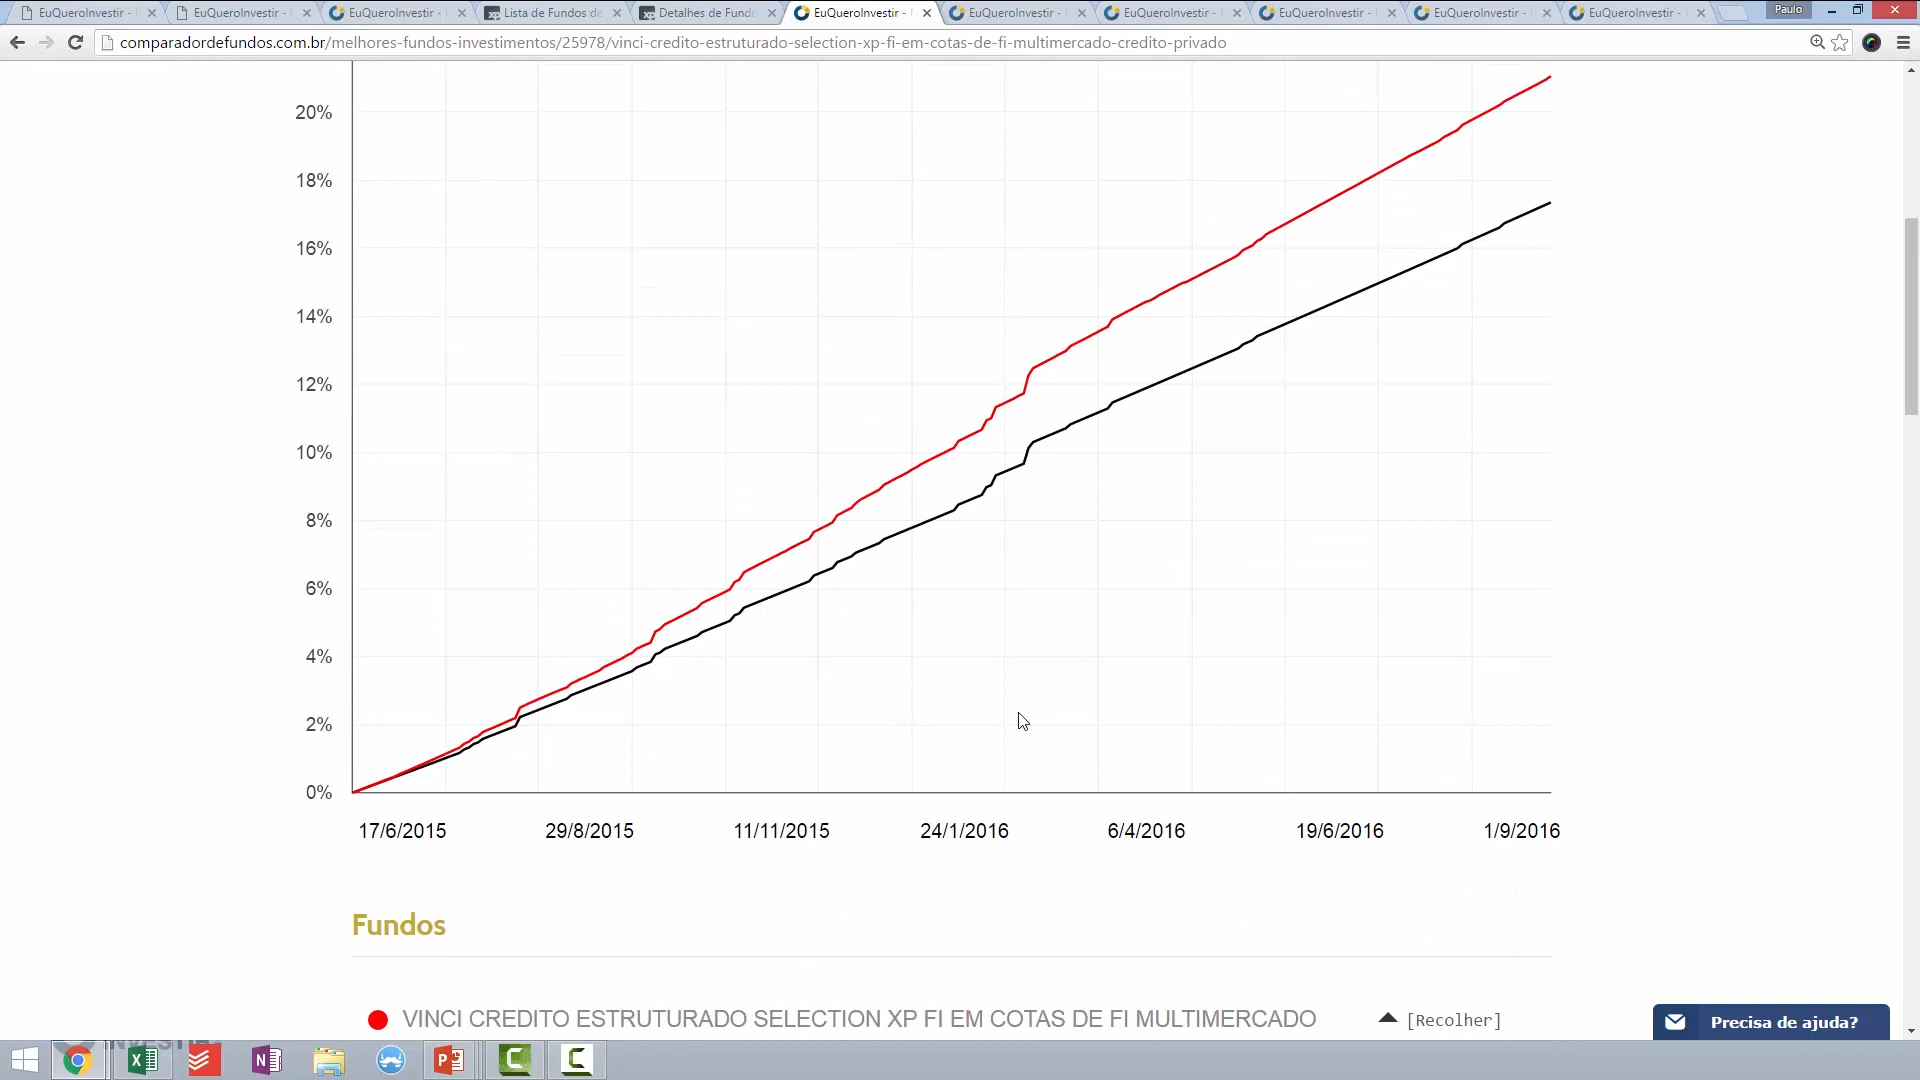 EuQueroInvestir -
EuQueroInvestir -
EuQueroInvestir -
Lista de Fundos de
Detalhes de Fundo
EuQueroInvestir -
EuQueroInvestir -
EuQueroInvestir -
EuQueroInvestir -
EuQueroInvestir -
EuQueroInvestir -
Paulo
comparadordefundos.com.br/melhores-fundos-investimentos/25978/vinci-credito-estruturado-selection-xp-fi-em-cotas-de-fi-multimercado-credito-privado
20%
18%
16%
14%
12%
10%
8%
6%
4%
2%
0%
17/6/2015 29/8/2015 11/11/2015 24/1/2016 6/4/2016 19/6/2016 1/9/2016
Fundos
VINCI CREDITO ESTRUTURADO SELECTION XP FI EM COTAS DE FI MULTIMERCADO
[Recolher]
Precisa de ajuda?